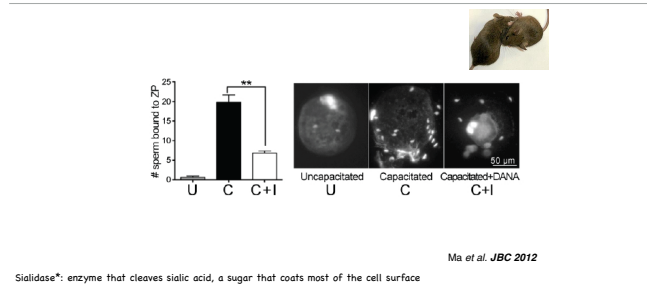 # sperm bound to ZP
25
20
15
10
5
0
**
U
C
C+I
50 μm
Uncapacitated Capacitated Capacitated+DANA
U
C
C+I
Ma et al. JBC 2012
Sialidase*: enzyme that cleaves sialic acid, a sugar that coats most of the cell surface